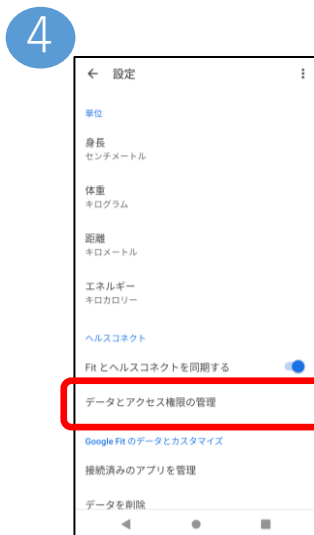 4
設定
単位
身長
センチメートル
体重
キログラム
距離
キロメートル
エネルギー
キロカロリー
ヘルスコネクト
Fit とヘルスコネクトを同期する
データとアクセス権限の管理
Google Fit のデータとカスタマイズ
接続済みのアプリを管理
データを削除